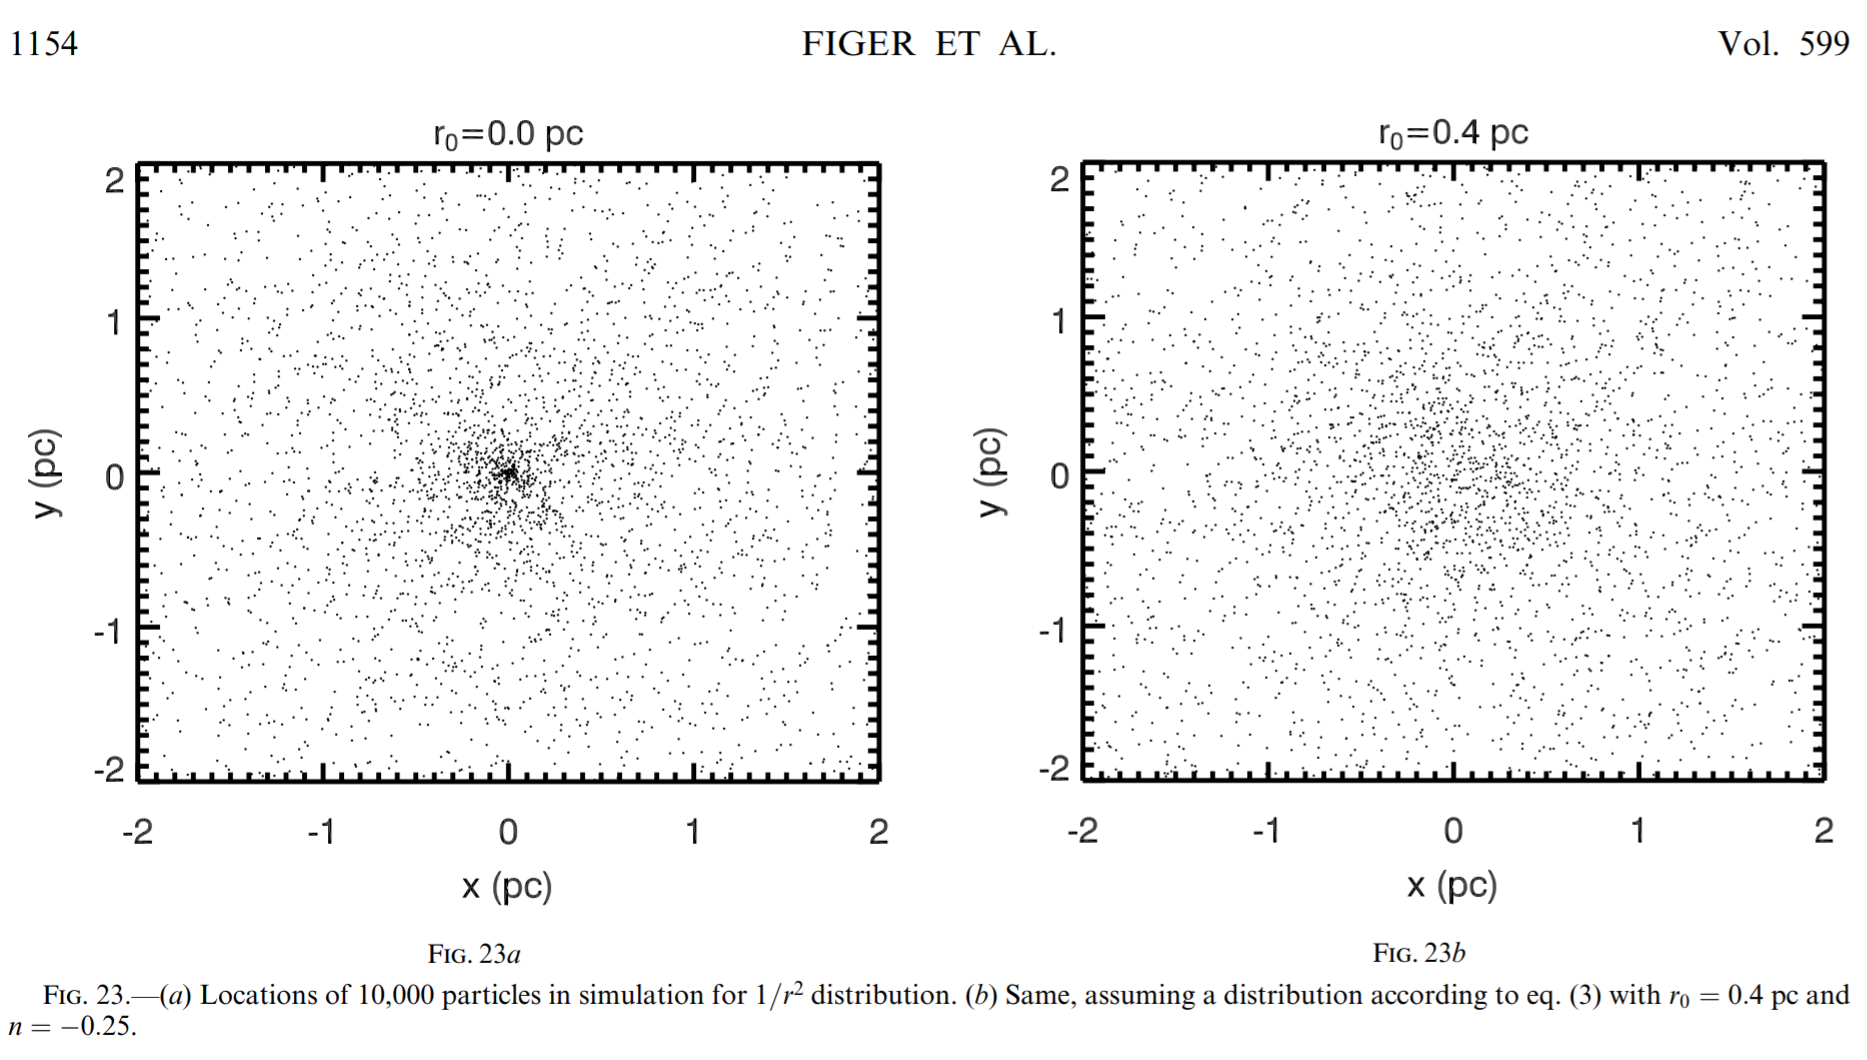 1154 FIGER ET AL. Vol. 599
r0=0.0 pc
2
1
0
-1
-2
y (pc)
-2 -1 0 1 2
x (pc)
FIG. 23a
r0=0.4 pc
2
1
0
-1
-2
y (pc)
-2 -1 0 1 2
x (pc)
FIG. 23b
FIG. 23.—(a) Locations of 10,000 particles in simulation for 1/r² distribution. (b) Same, assuming a distribution according to eq. (3) with r0 = 0.4 pc and
n = −0.25.